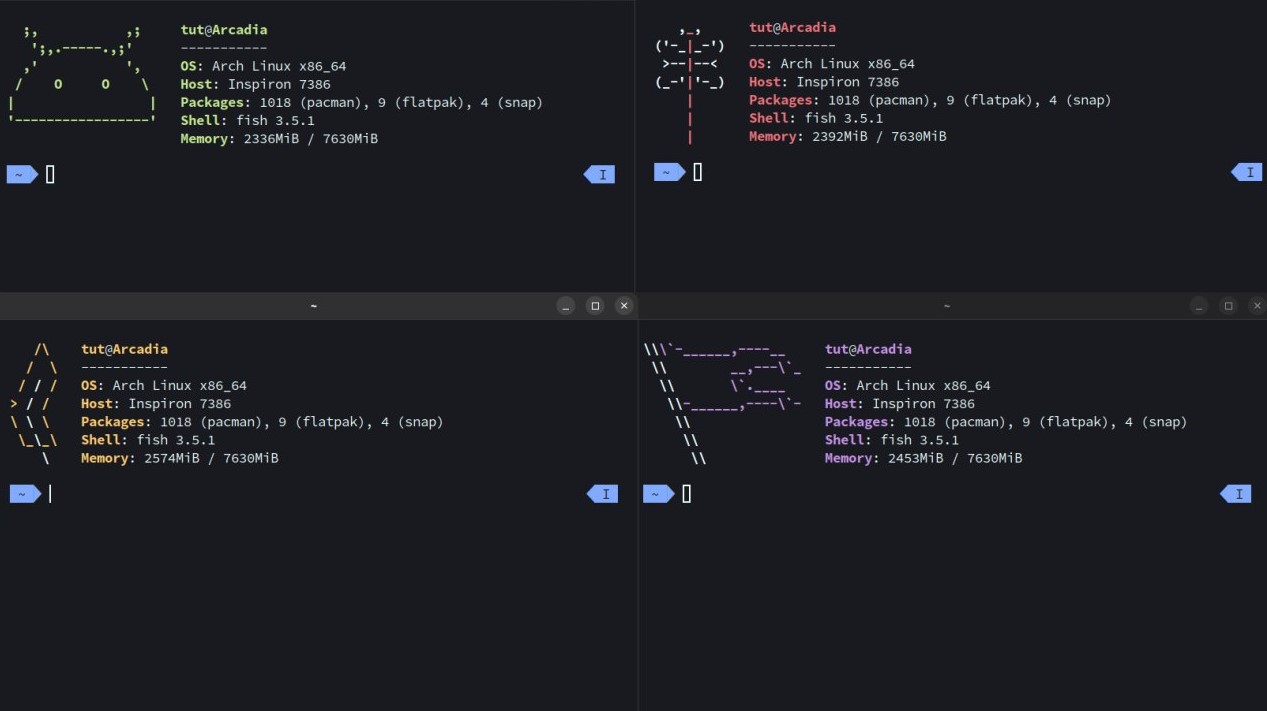 tut@Arcadia
-----------
OS: Arch Linux x86_64
Host: Inspiron 7386
Packages: 1018 (pacman), 9 (flatpak), 4 (snap)
Shell: fish 3.5.1
Memory: 2336MiB / 7630MiB
~
I
tut@Arcadia
-----------
OS: Arch Linux x86_64
Host: Inspiron 7386
Packages: 1018 (pacman), 9 (flatpak), 4 (snap)
Shell: fish 3.5.1
Memory: 2392MiB / 7630MiB
~
I
~
tut@Arcadia
-----------
OS: Arch Linux x86_64
Host: Inspiron 7386
Packages: 1018 (pacman), 9 (flatpak), 4 (snap)
Shell: fish 3.5.1
Memory: 2574MiB / 7630MiB
~
I
~
tut@Arcadia
-----------
OS: Arch Linux x86_64
Host: Inspiron 7386
Packages: 1018 (pacman), 9 (flatpak), 4 (snap)
Shell: fish 3.5.1
Memory: 2453MiB / 7630MiB
~
I